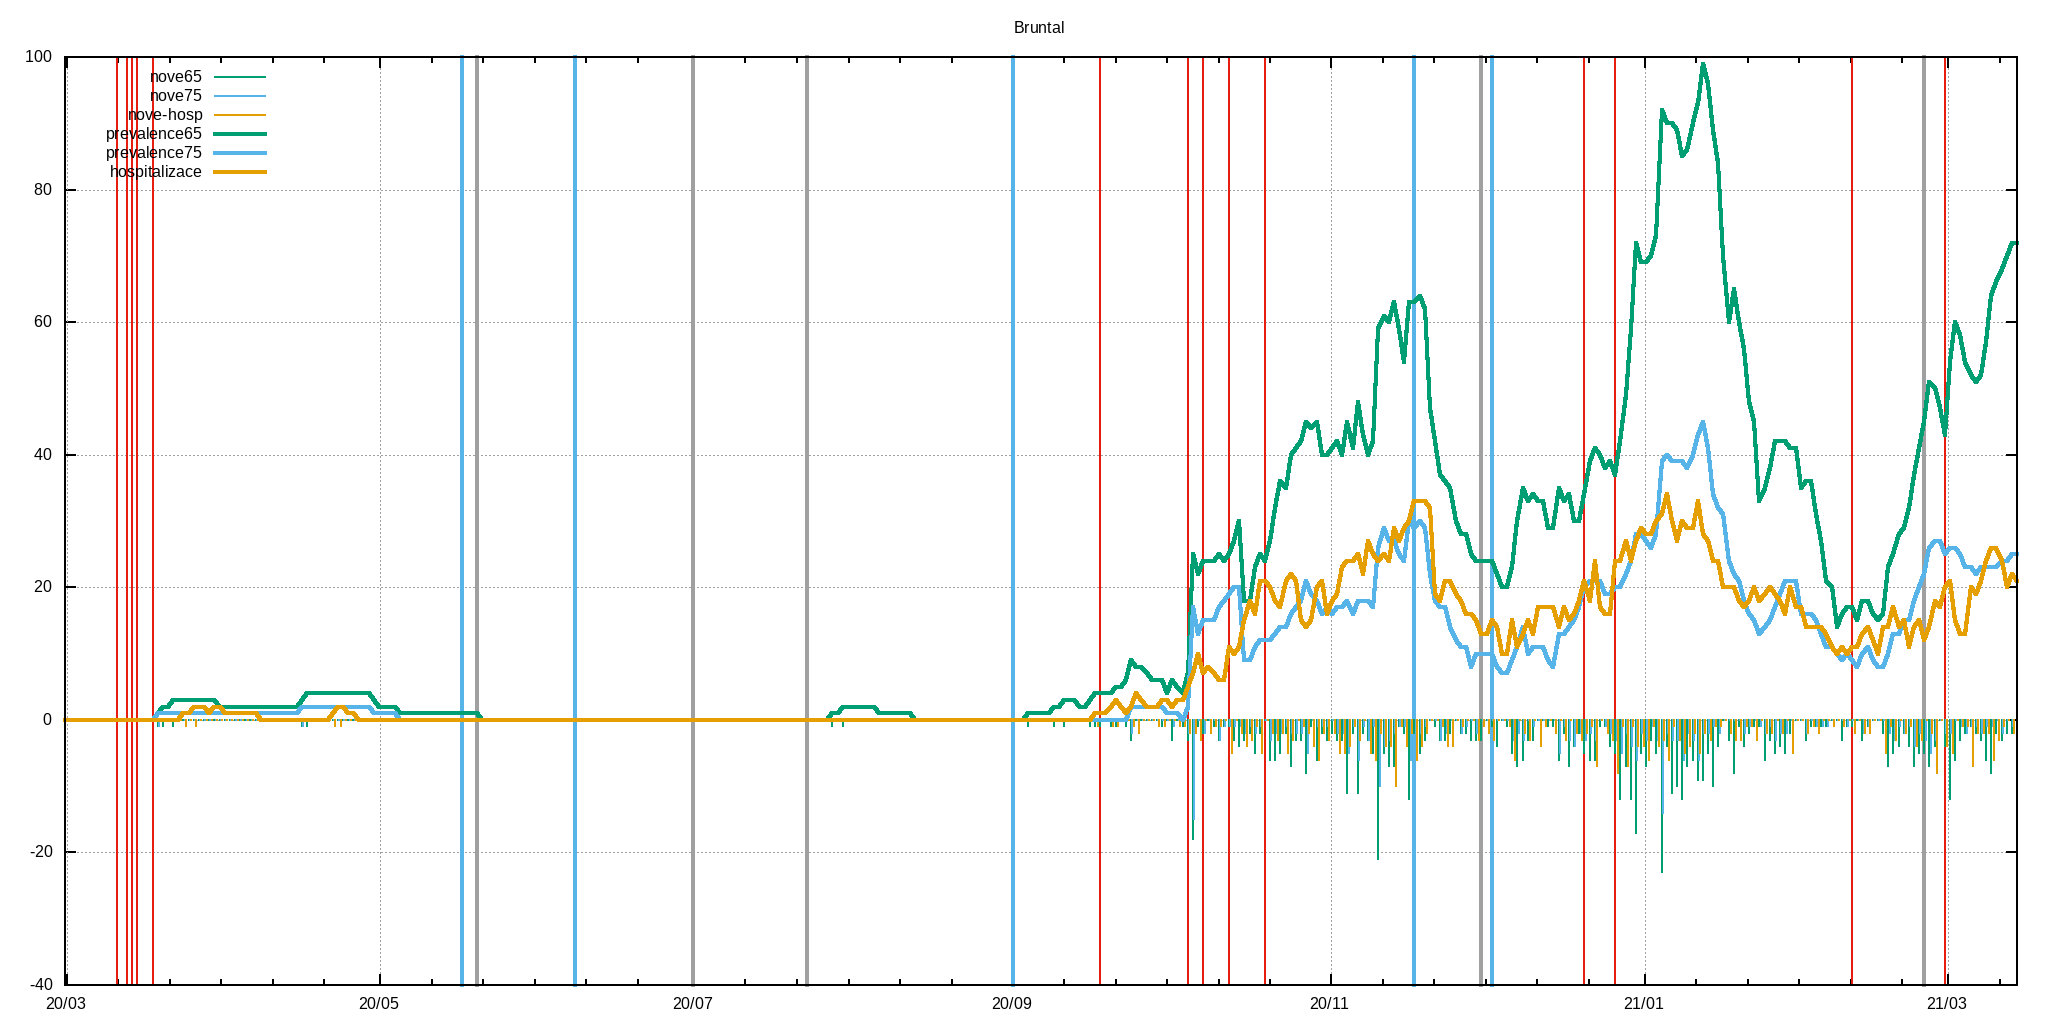 Bruntal
100
80
60
40
20
0
-20
-40
nove65
nove75
nove-hosp
prevalence65
prevalence75
hospitalizace
20/03 20/05 20/07 20/09 20/11 21/01 21/03